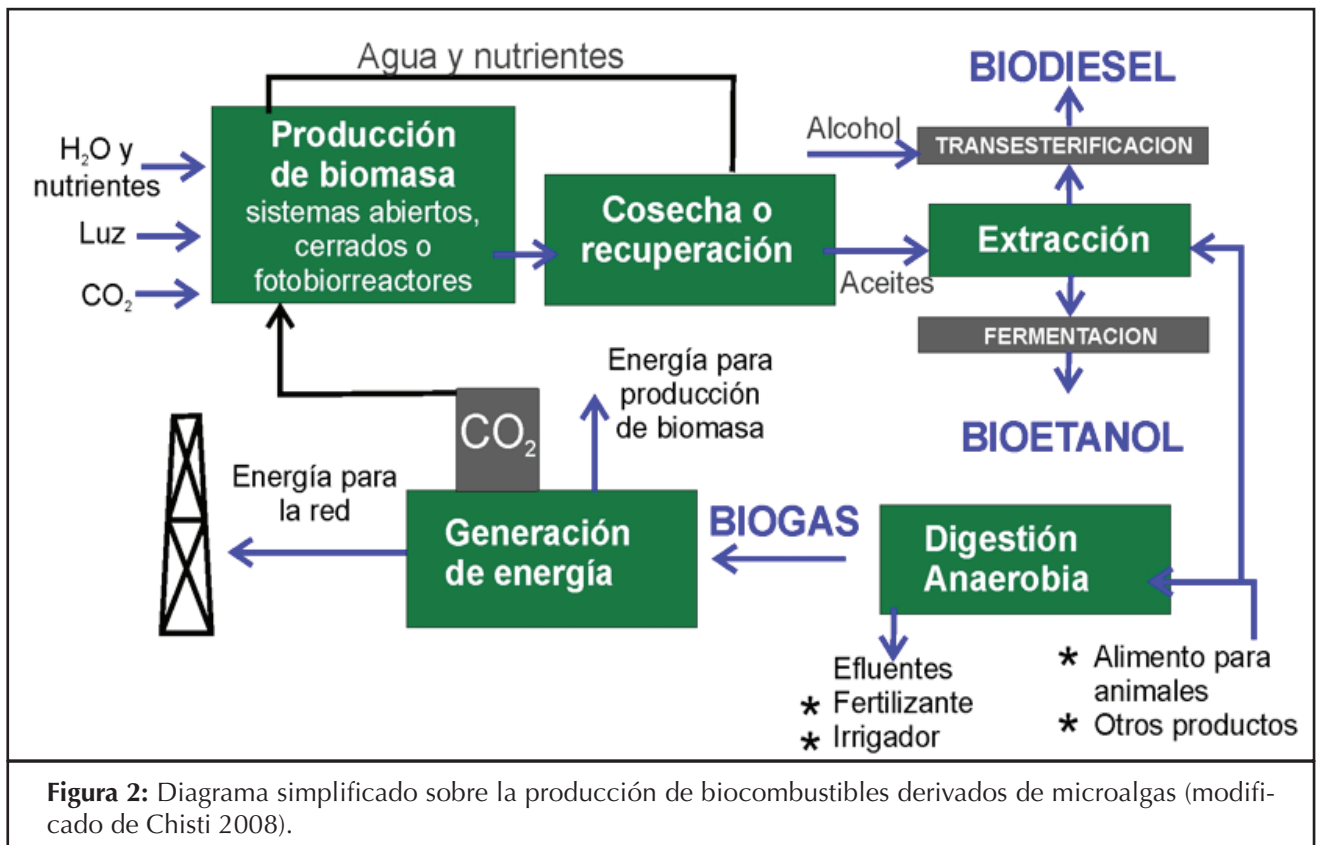 Agua y nutrientes
H₂O y
nutrientes
Luz
CO₂
Producción
de biomasa
sistemas abiertos,
cerrados o
fotobiorreactores
Cosecha o
recuperación
Aceites
Alcohol
BIODIESEL
TRANSESTERIFICACION
Extracción
FERMENTACION
BIOETANOL
Energía para
la red
CO₂
Energía para
producción
de biomasa
Generación
de energía
BIOGAS
Digestión
Anaerobia
Efluentes
* Fertilizante
* Irrigador
* Alimento para
animales
* Otros productos
Figura 2: Diagrama simplificado sobre la producción de biocombustibles derivados de microalgas (modifi-
cado de Chisti 2008).